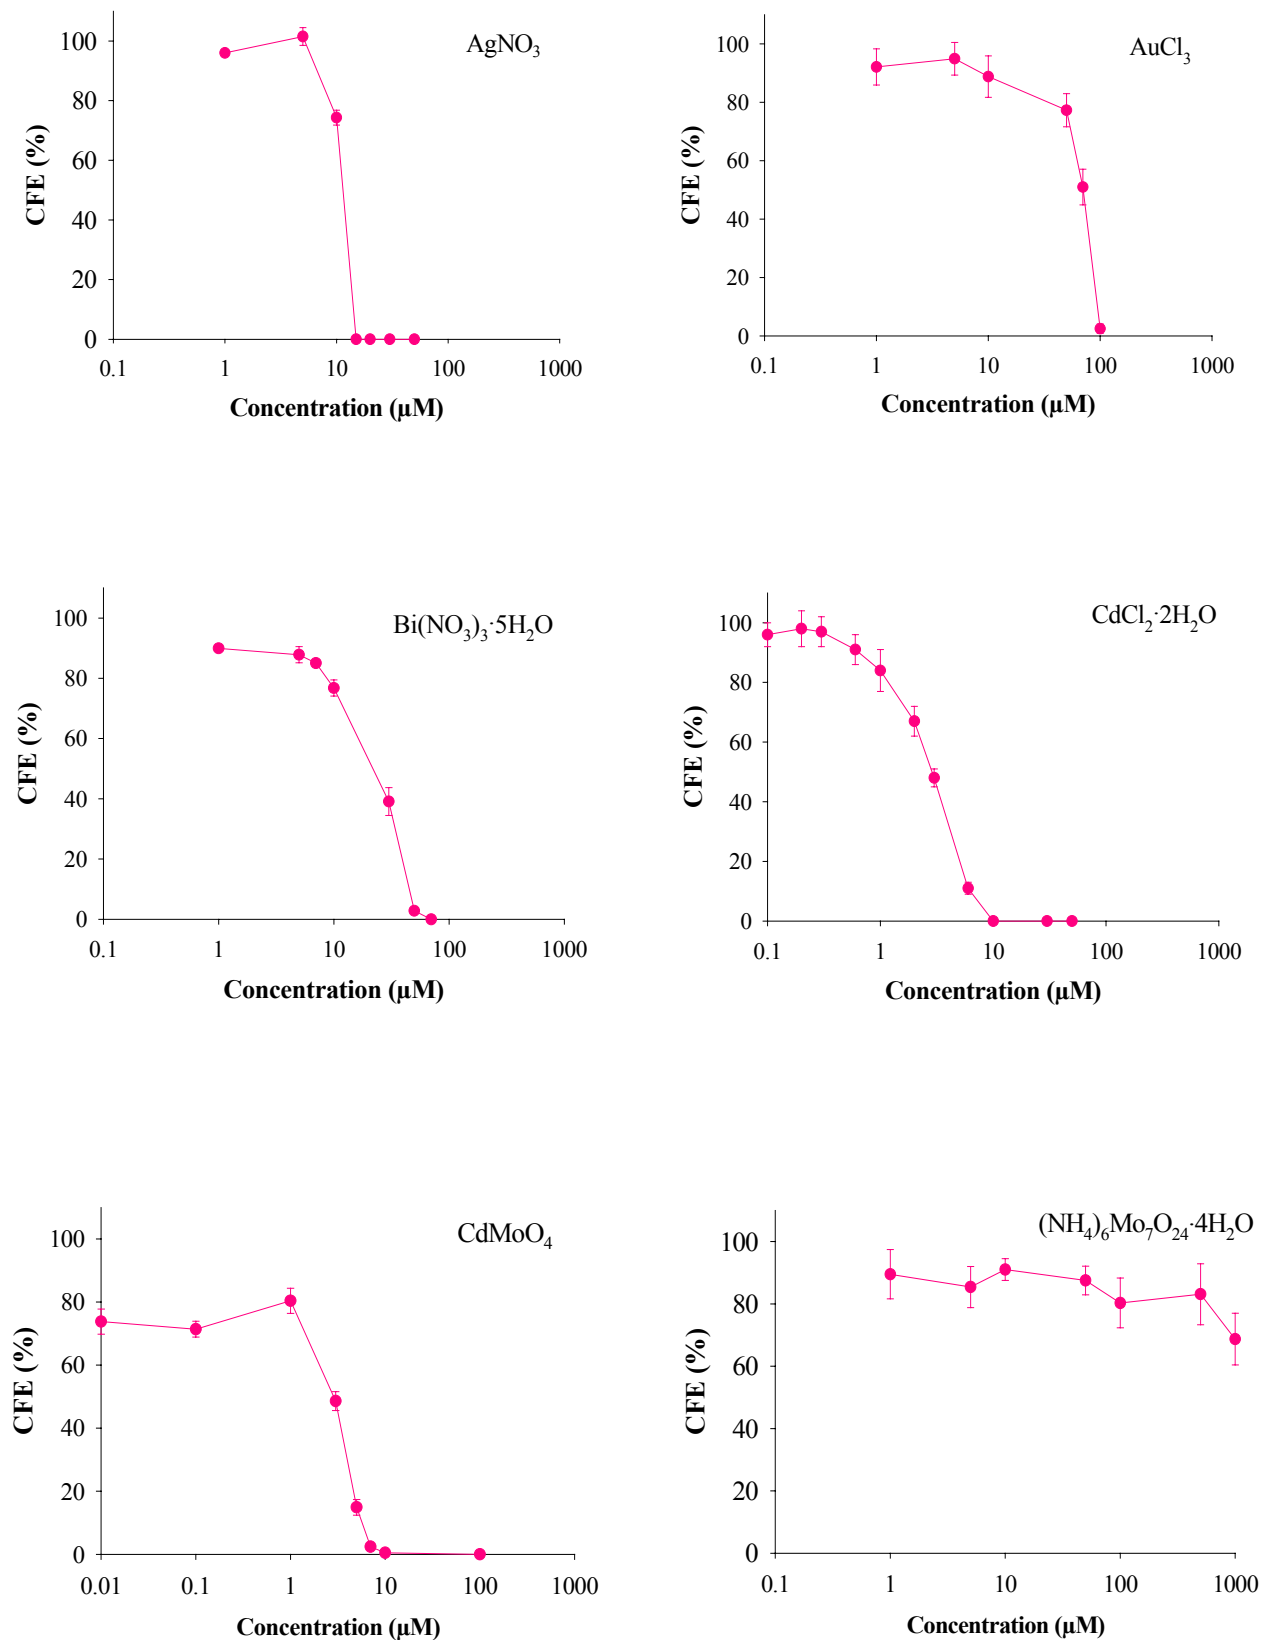 AgNO3
CFE (%)
100
80
60
40
20
0
0.1 1 10 100 1000
Concentration (µM)
AuCl3
CFE (%)
100
80
60
40
20
0
0.1 1 10 100 1000
Concentration (µM)
Bi(NO3)3·5H2O
CFE (%)
100
80
60
40
20
0
0.1 1 10 100 1000
Concentration (µM)
CdCl2·2H2O
CFE (%)
100
80
60
40
20
0
0.1 1 10 100 1000
Concentration (µM)
CdMoO4
CFE (%)
100
80
60
40
20
0
0.01 0.1 1 10 100 1000
Concentration (µM)
(NH4)6Mo7O24·4H2O
CFE (%)
100
80
60
40
20
0
0.1 1 10 100 1000
Concentration (µM)